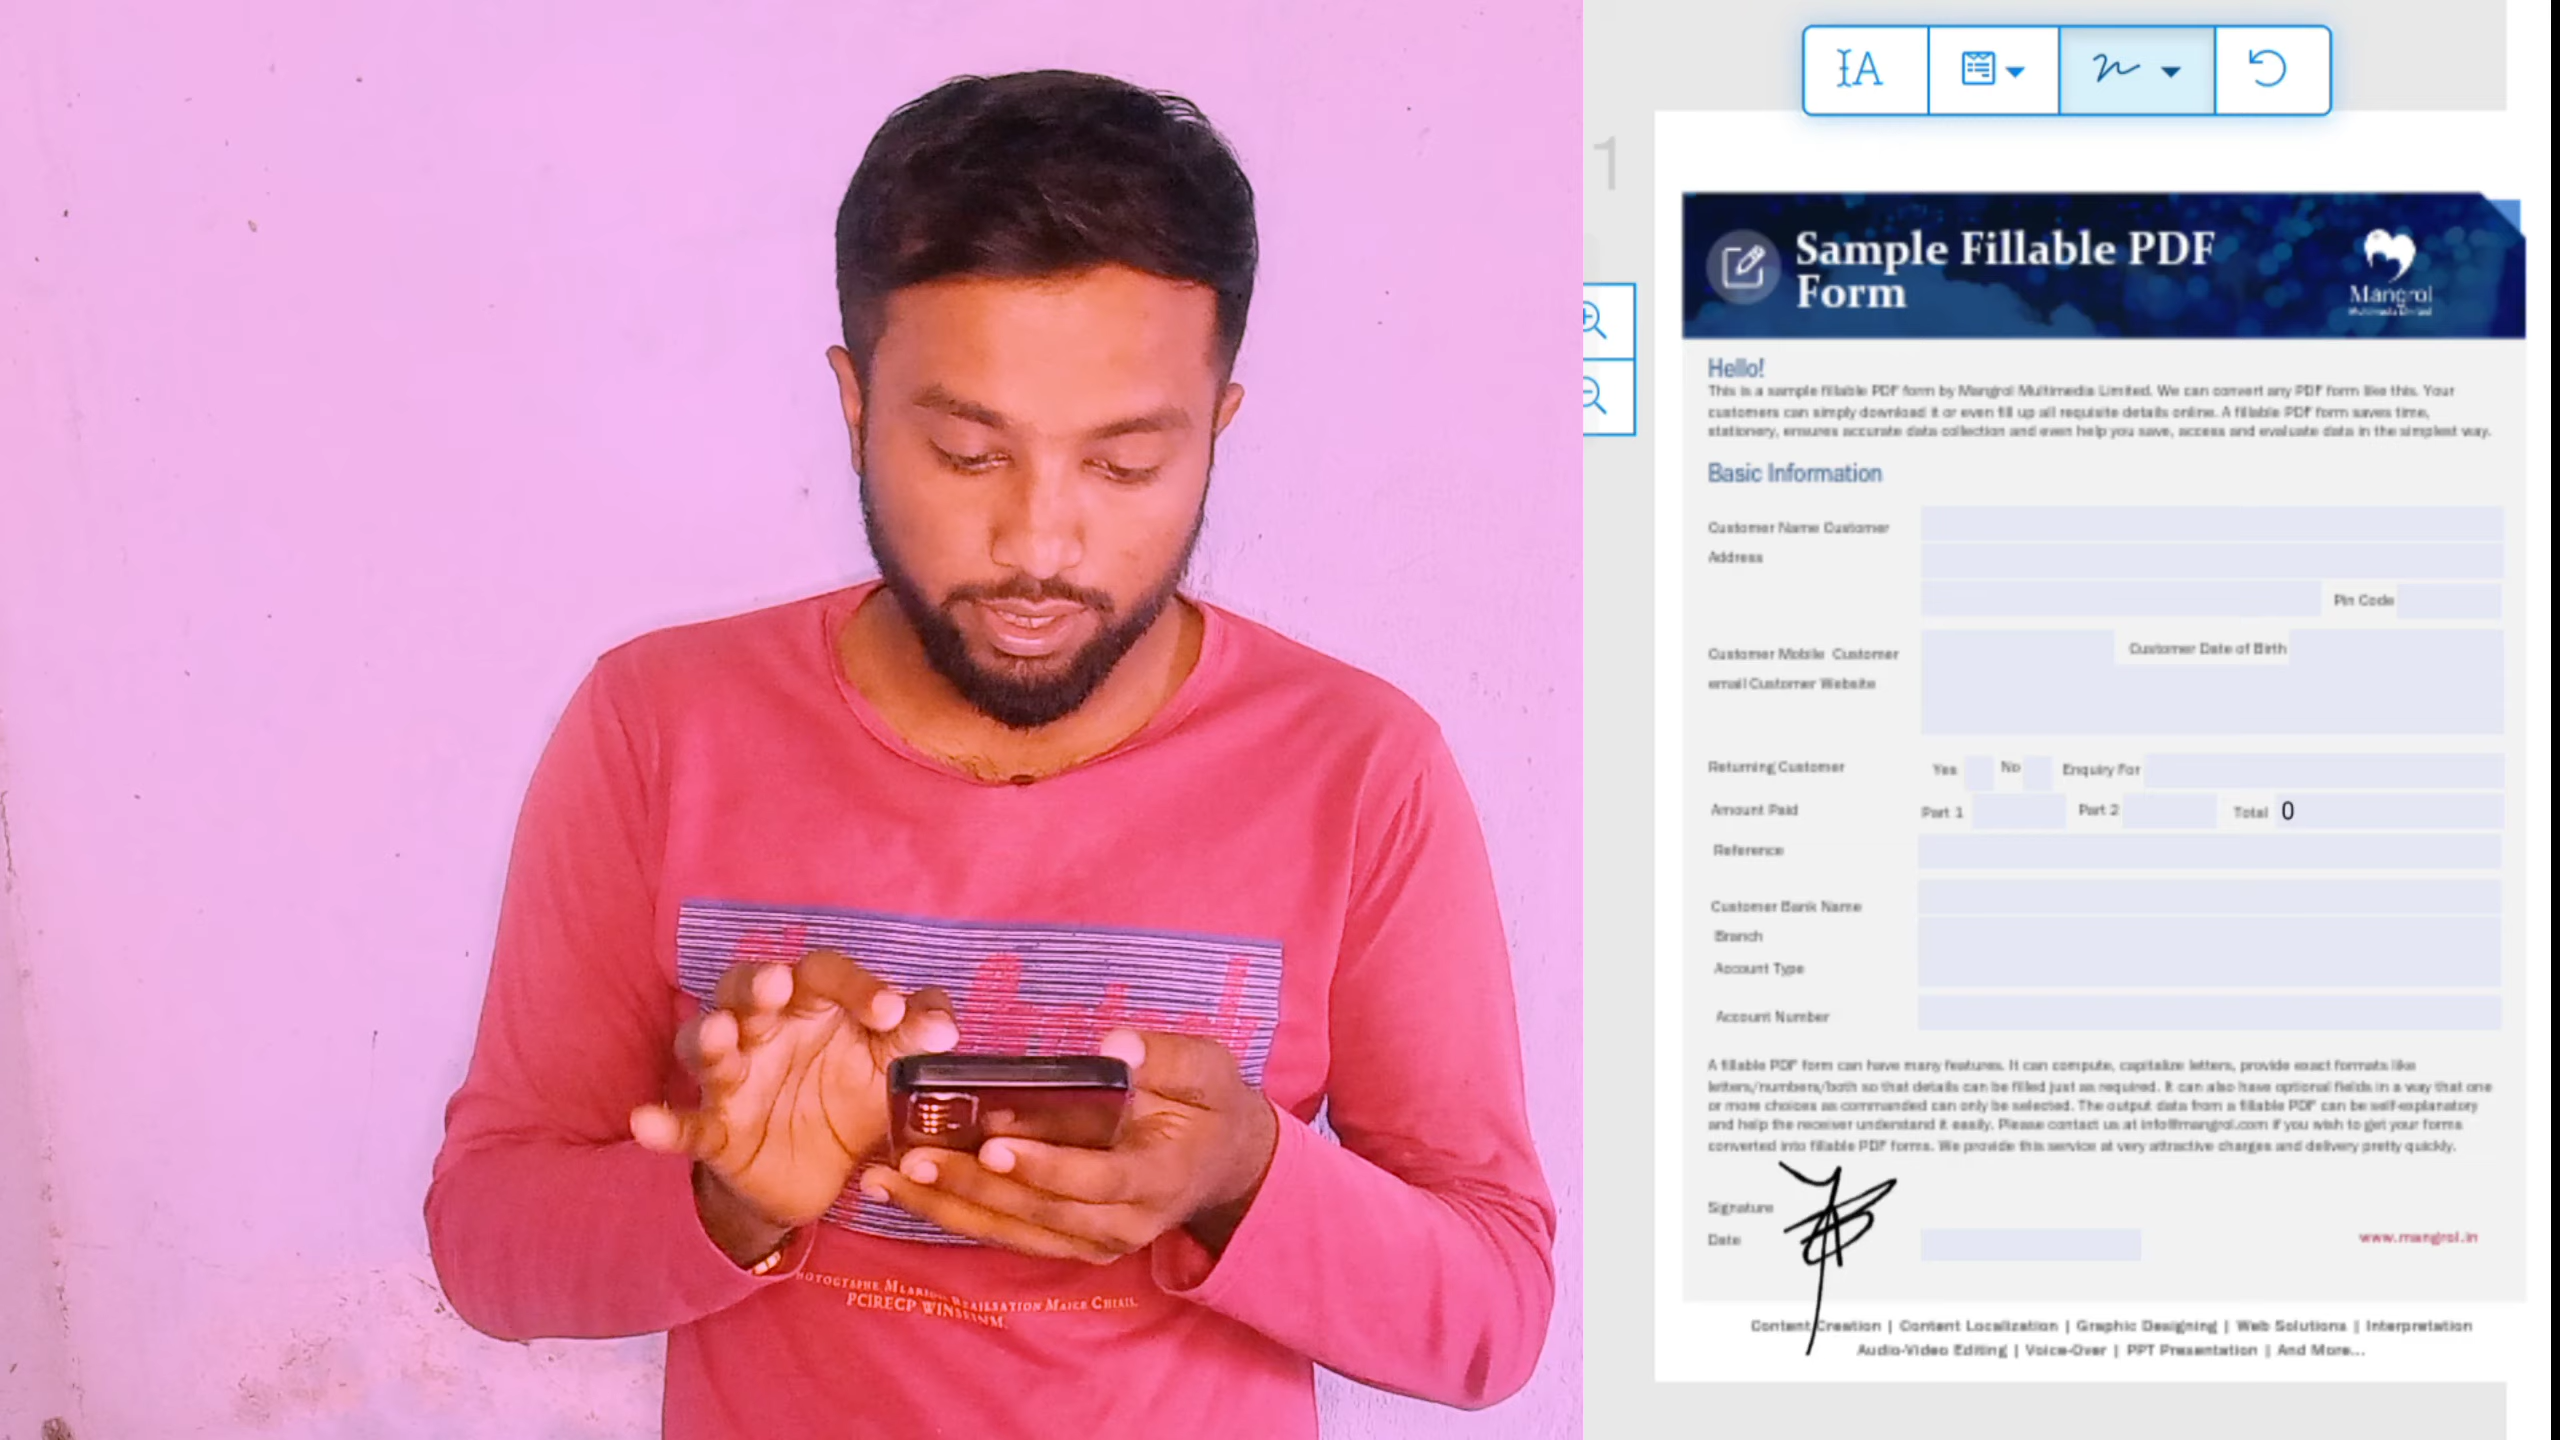 A
1
Sample Fillable PDF
Form
Mangrol
Multimedia Limited
Hello!
This is a sample fillable PDF form by Mangrol Multimedia Limited. We can convert any PDF form like this. Your
customers can simply download it or even fill up all requisite details online. A fillable PDF form saves time,
stationery, ensures accurate data collection and even help you save, access and evaluate data in the simplest way.
Basic Information
Customer Name Customer
Address
Pin Code
Customer Date of Birth
Customer Mobile Customer
email Customer Website
Returning Customer Yes No Enquiry For
Amount Paid Part 1 Part 2 Total 0
Reference
Customer Bank Name
Branch
Account Type
Account Number
A fillable PDF form can have many features. It can compute, capitalize letters, provide exact formats like
letters/numbers/both so that details can be filled just as required. It can also have optional fields in a way that one
or more choices as commanded can only be selected. The output data from a fillable PDF can be self-explanatory
and help the receiver understand it easily. Please contact us at info@mangrol.com if you wish to get your forms
converted into fillable PDF forms. We provide this service at very attractive charges and delivery pretty quickly.
Signature
Date
www.mangrol.in
Content Creation | Content Localization | Graphic Designing | Web Solutions | Interpretation
Audio-Video Editing | Voice-Over | PPT Presentation | And More...
PCIRECP